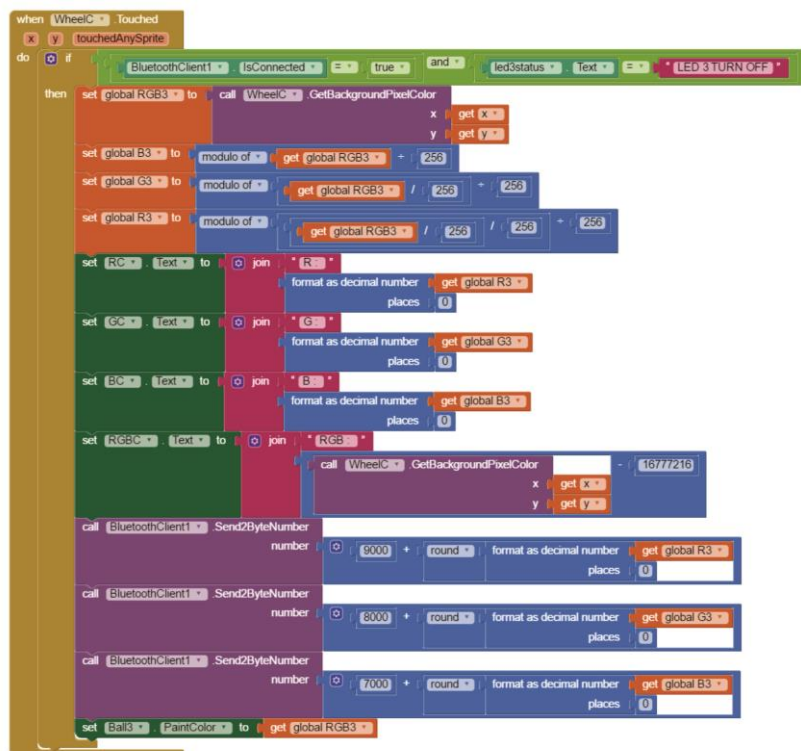 when WheelC .Touched
x y touchedAnySprite
do if BluetoothClient1 . IsConnected = true and led3status . Text = " LED 3 TURN OFF "
then set global RGB3 to call WheelC .GetBackgroundPixelColor
x get x
y get y
set global B3 to modulo of get global RGB3 ÷ 256
set global G3 to modulo of get global RGB3 / 256 ÷ 256
set global R3 to modulo of get global RGB3 / 256 / 256 ÷ 256
set RC . Text to join " R : "
format as decimal number get global R3
places 0
set GC . Text to join " G : "
format as decimal number get global G3
places 0
set BC . Text to join " B : "
format as decimal number get global B3
places 0
set RGBC . Text to join " RGB : "
call WheelC .GetBackgroundPixelColor - 16777216
x get x
y get y
call BluetoothClient1 .Send2ByteNumber
number 9000 + round format as decimal number get global R3
places 0
call BluetoothClient1 .Send2ByteNumber
number 8000 + round format as decimal number get global G3
places 0
call BluetoothClient1 .Send2ByteNumber
number 7000 + round format as decimal number get global B3
places 0
set Ball3 . PaintColor to get global RGB3